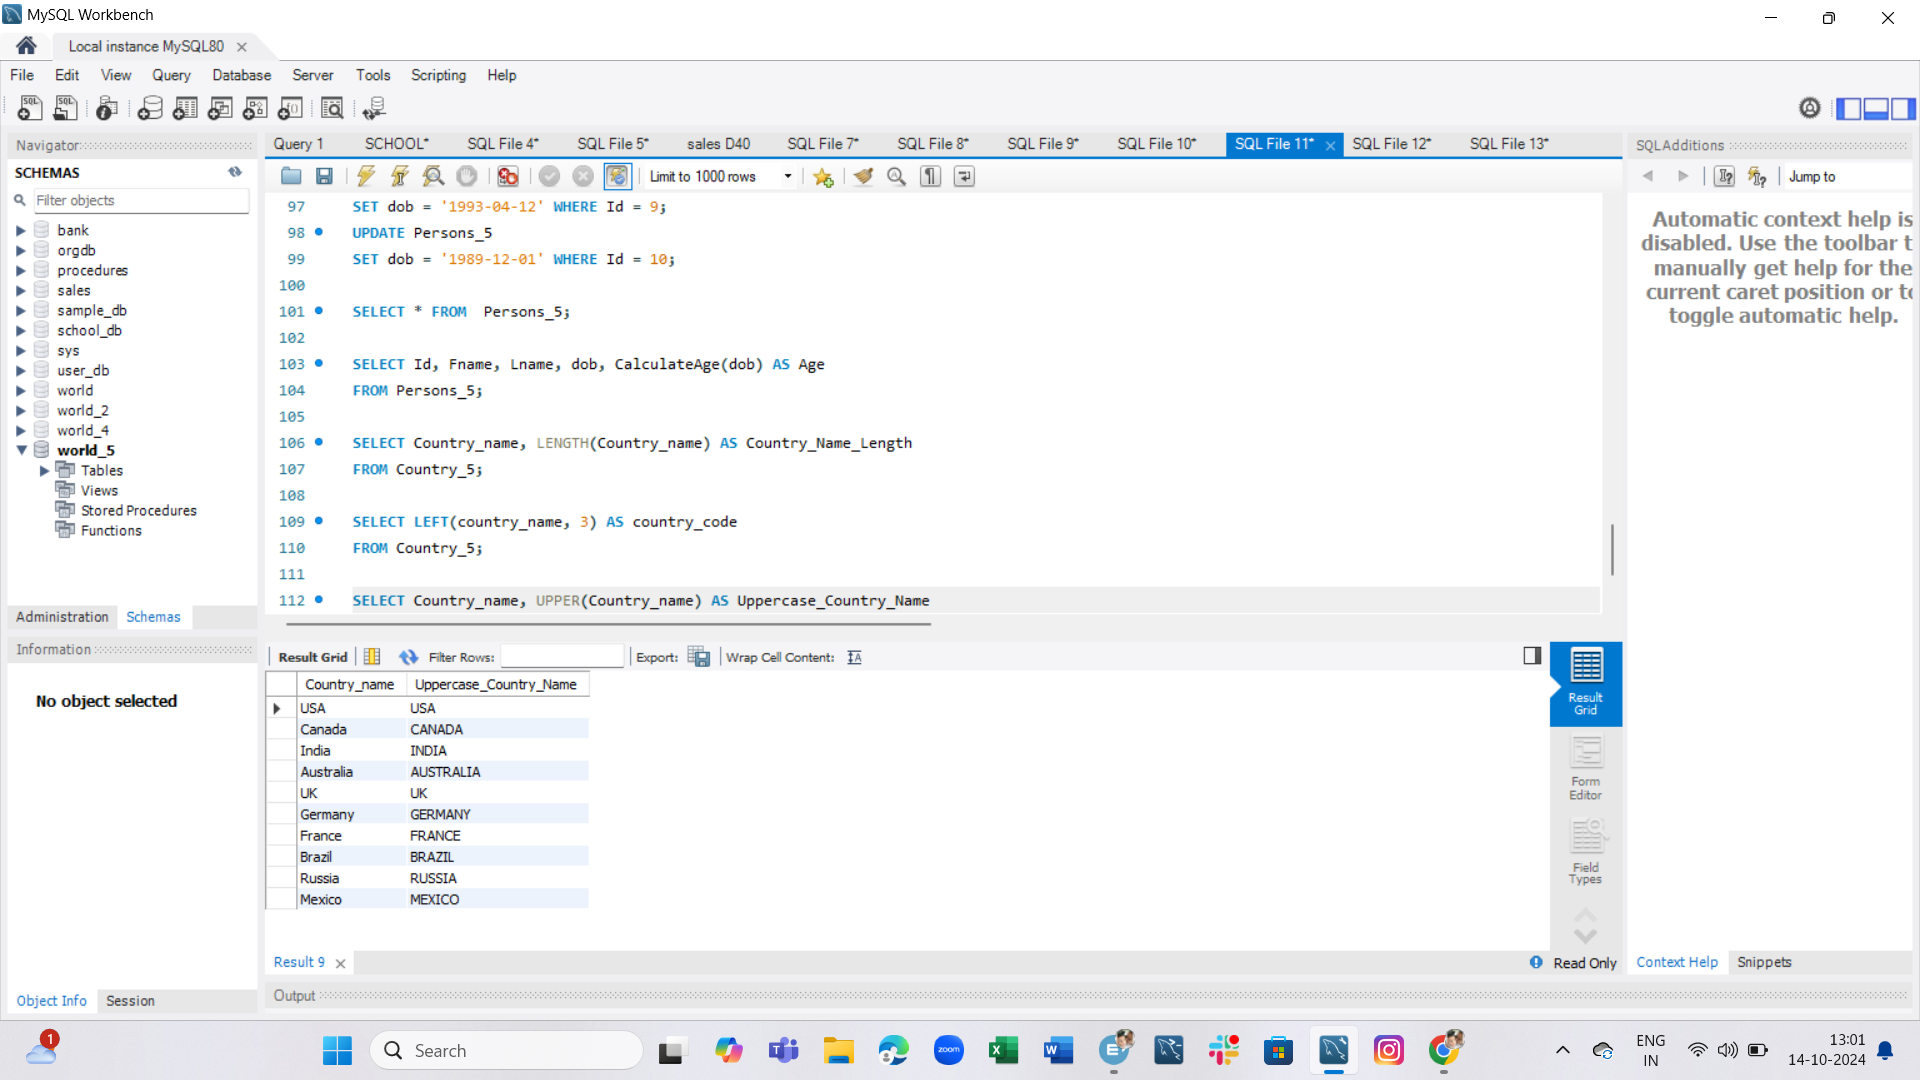 MySQL Workbench
Local instance MySQL80
File Edit View Query Database Server Tools Scripting Help
Navigator
SCHEMAS
Filter objects
bank
orgdb
procedures
sales
sample_db
school_db
sys
user_db
world
world_2
world_4
world_5
Tables
Views
Stored Procedures
Functions
Administration Schemas
Information
No object selected
Object Info Session
Query 1 SCHOOL* SQL File 4* SQL File 5* sales D40 SQL File 7* SQL File 8* SQL File 9* SQL File 10* SQL File 11* SQL File 12* SQL File 13*
Limit to 1000 rows
97 SET dob = '1993-04-12' WHERE Id = 9;
98 UPDATE Persons_5
99 SET dob = '1989-12-01' WHERE Id = 10;
100
101 SELECT * FROM Persons_5;
102
103 SELECT Id, Fname, Lname, dob, CalculateAge(dob) AS Age
104 FROM Persons_5;
105
106 SELECT Country_name, LENGTH(Country_name) AS Country_Name_Length
107 FROM Country_5;
108
109 SELECT LEFT(country_name, 3) AS country_code
110 FROM Country_5;
111
112 SELECT Country_name, UPPER(Country_name) AS Uppercase_Country_Name
Result Grid Filter Rows: Export: Wrap Cell Content:
Country_name Uppercase_Country_Name
USA USA
Canada CANADA
India INDIA
Australia AUSTRALIA
UK UK
Germany GERMANY
France FRANCE
Brazil BRAZIL
Russia RUSSIA
Mexico MEXICO
Result Grid
Form Editor
Field Types
Result 9
Read Only
Output
SQLAdditions
Jump to
Automatic context help is
disabled. Use the toolbar t
manually get help for the
current caret position or to
toggle automatic help.
Context Help Snippets
1
Search
zoom
ENG
IN
13:01
14-10-2024